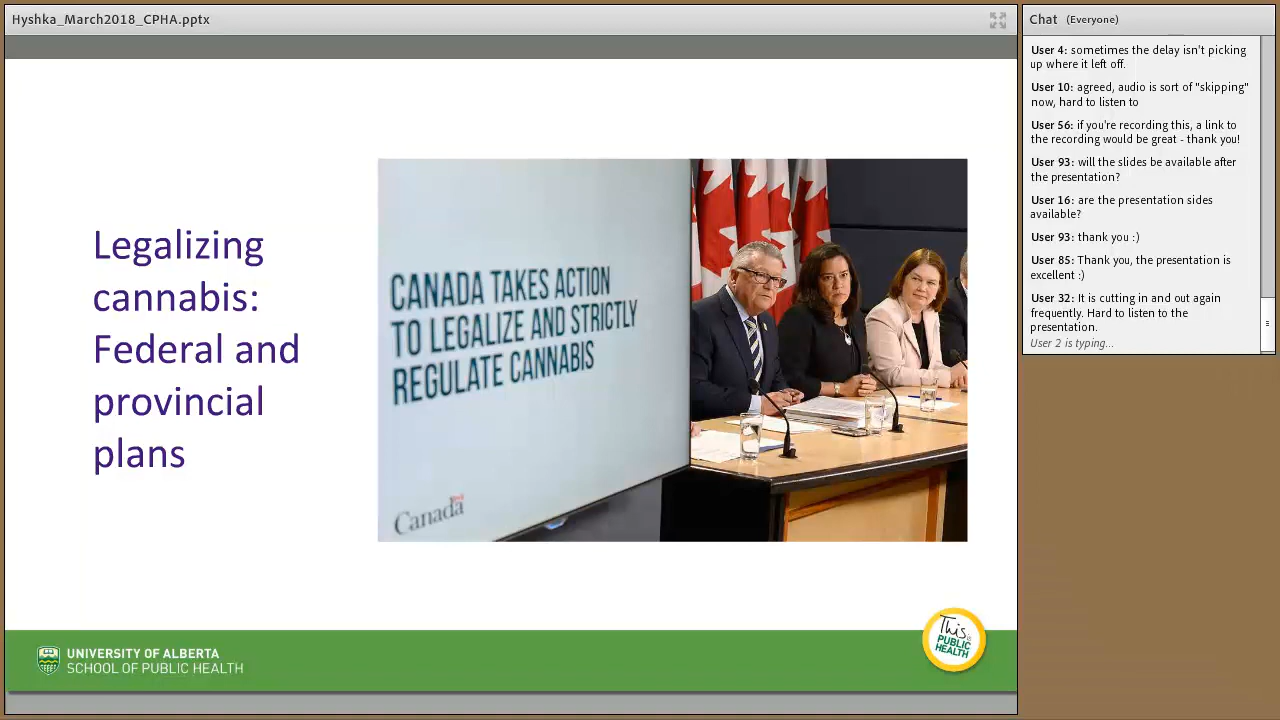 Hyshka_March2018_CPHA.pptx
Legalizing
cannabis:
Federal and
provincial
plans
CANADA TAKES ACTION
TO LEGALIZE AND STRICTLY
REGULATE CANNABIS
Canada
UNIVERSITY OF ALBERTA
SCHOOL OF PUBLIC HEALTH
This
is
PUBLIC
HEALTH
Chat (Everyone)
User 4: sometimes the delay isn't picking
up where it left off.
User 10: agreed, audio is sort of "skipping"
now, hard to listen to
User 56: if you're recording this, a link to
the recording would be great - thank you!
User 93: will the slides be available after
the presentation?
User 16: are the presentation sides
available?
User 93: thank you :)
User 85: Thank you, the presentation is
excellent :)
User 32: It is cutting in and out again
frequently. Hard to listen to the
presentation.
User 2 is typing...